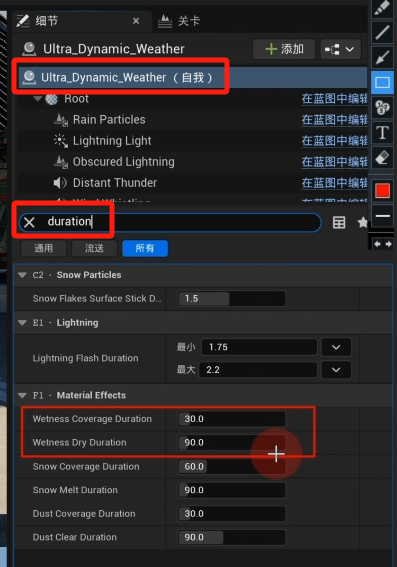 细节 × 关卡
Ultra_Dynamic_Weather
+ 添加
Ultra_Dynamic_Weather （自我）
Root 在蓝图中编辑
Rain Particles 在蓝图中编辑
Lightning Light 在蓝图中编辑
Obscured Lightning 在蓝图中编辑
Distant Thunder 在蓝图中编辑
T
duration
通用 流送 所有
C2 - Snow Particles
Snow Flakes Surface Stick D... 1.5
E1 - Lightning
最小 1.75
Lightning Flash Duration
最大 2.2
F1 - Material Effects
Wetness Coverage Duration 30.0
Wetness Dry Duration 90.0
Snow Coverage Duration 60.0
Snow Melt Duration 90.0
Dust Coverage Duration 30.0
Dust Clear Duration 90.0